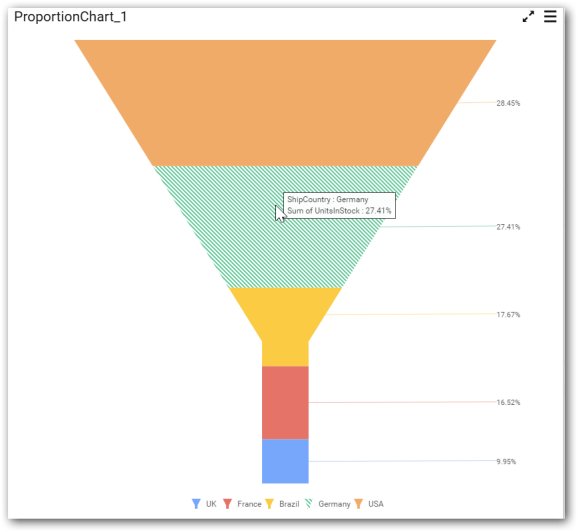 ProportionChart_1
28.45%
ShipCountry : Germany
Sum of UnitsInStock : 27.41%
27.41%
17.67%
16.52%
9.95%
UK France Brazil Germany USA